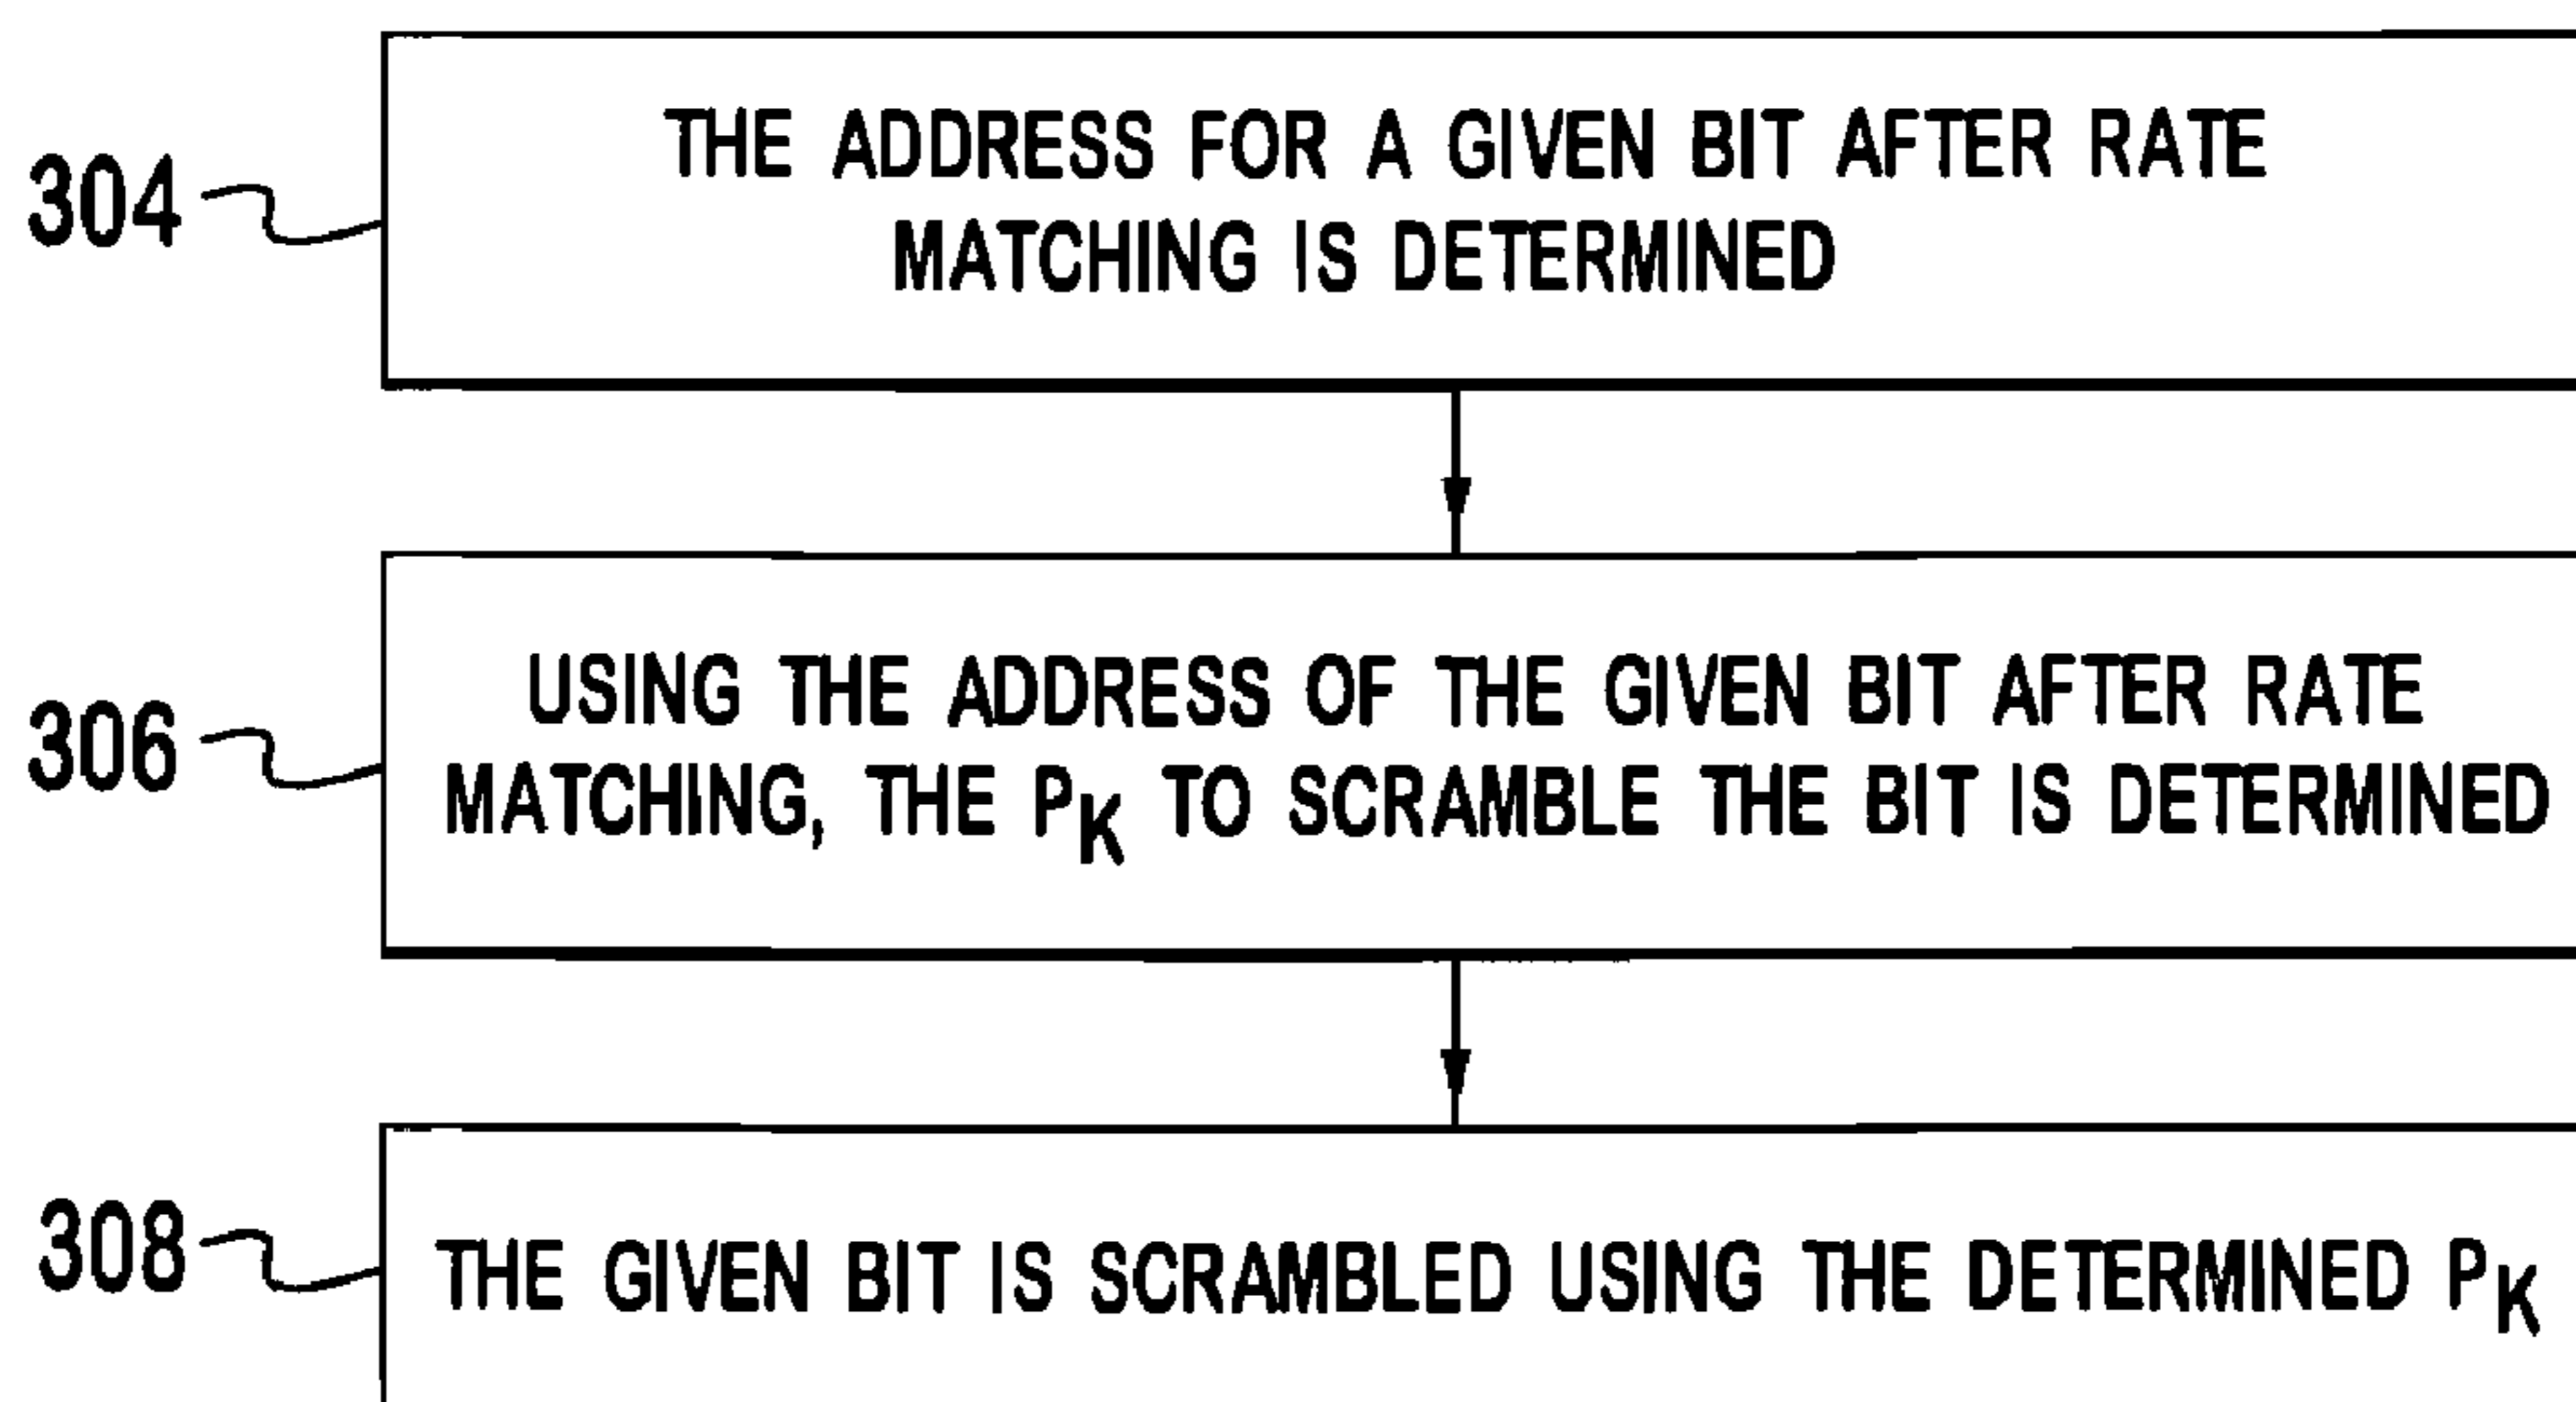 304
THE ADDRESS FOR A GIVEN BIT AFTER RATE
MATCHING IS DETERMINED
306
USING THE ADDRESS OF THE GIVEN BIT AFTER RATE
MATCHING, THE PK TO SCRAMBLE THE BIT IS DETERMINED
308
THE GIVEN BIT IS SCRAMBLED USING THE DETERMINED PK